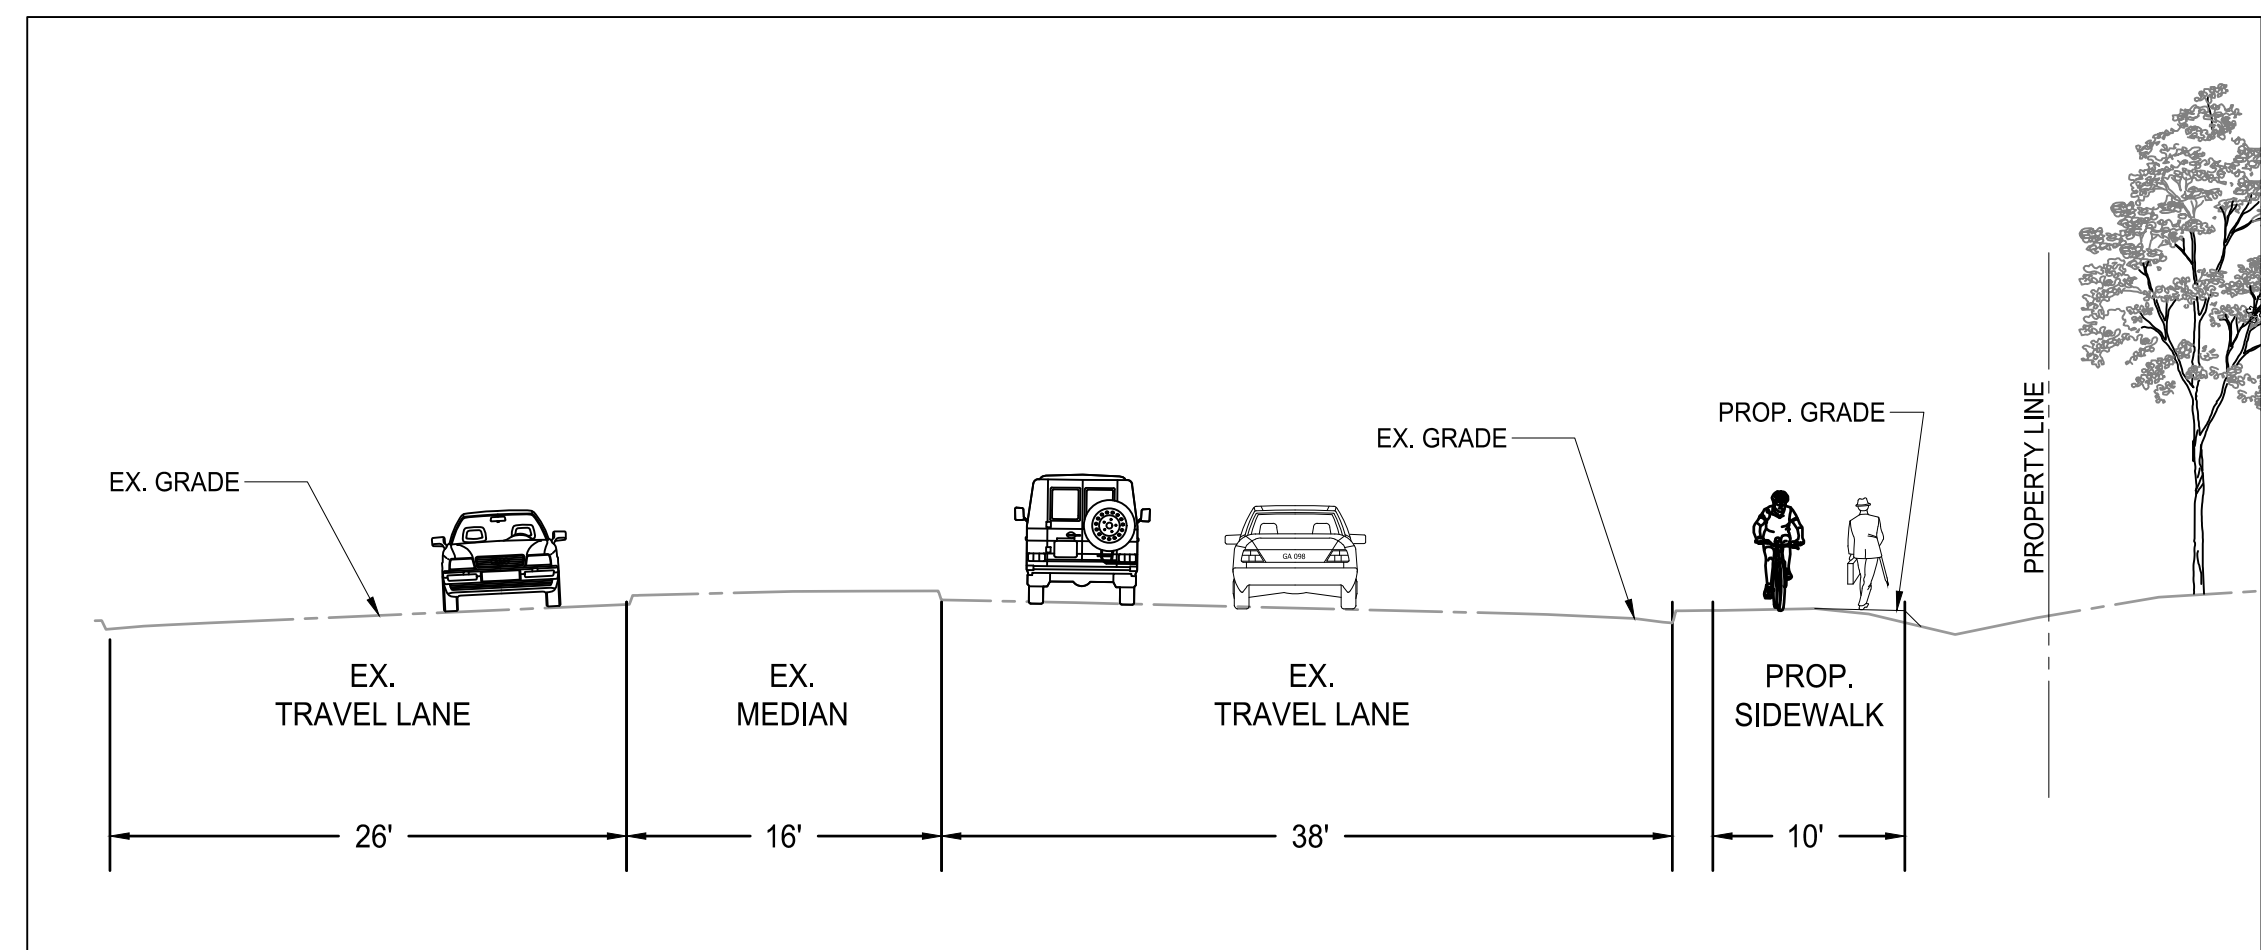 PROP. GRADE
EX. GRADE
EX. GRADE
PROPERTY LINE
GA 098
EX.
TRAVEL LANE
EX.
MEDIAN
EX.
TRAVEL LANE
PROP.
SIDEWALK
26'
16'
38'
10'